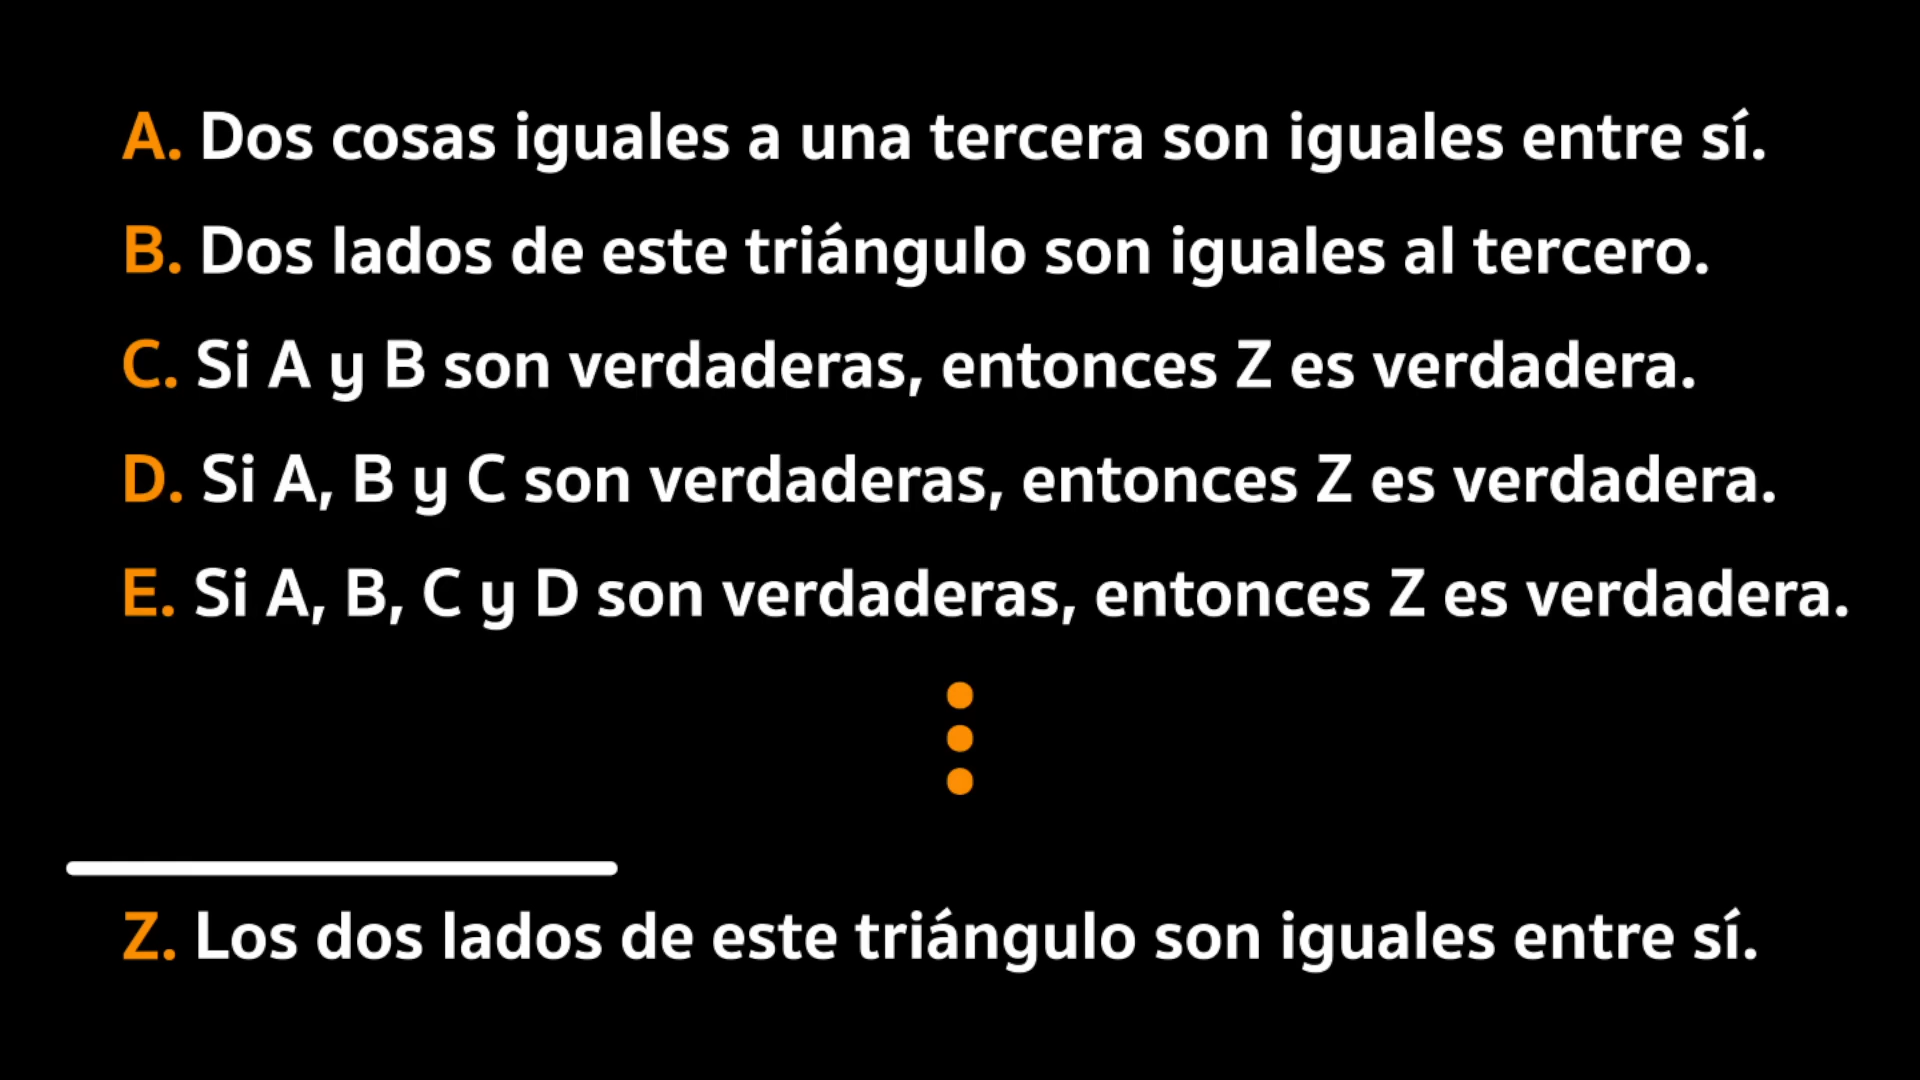 A. Dos cosas iguales a una tercera son iguales entre sí.
B. Dos lados de este triángulo son iguales al tercero.
C. Si A y B son verdaderas, entonces Z es verdadera.
D. Si A, B y C son verdaderas, entonces Z es verdadera.
E. Si A, B, C y D son verdaderas, entonces Z es verdadera.
Z. Los dos lados de este triángulo son iguales entre sí.